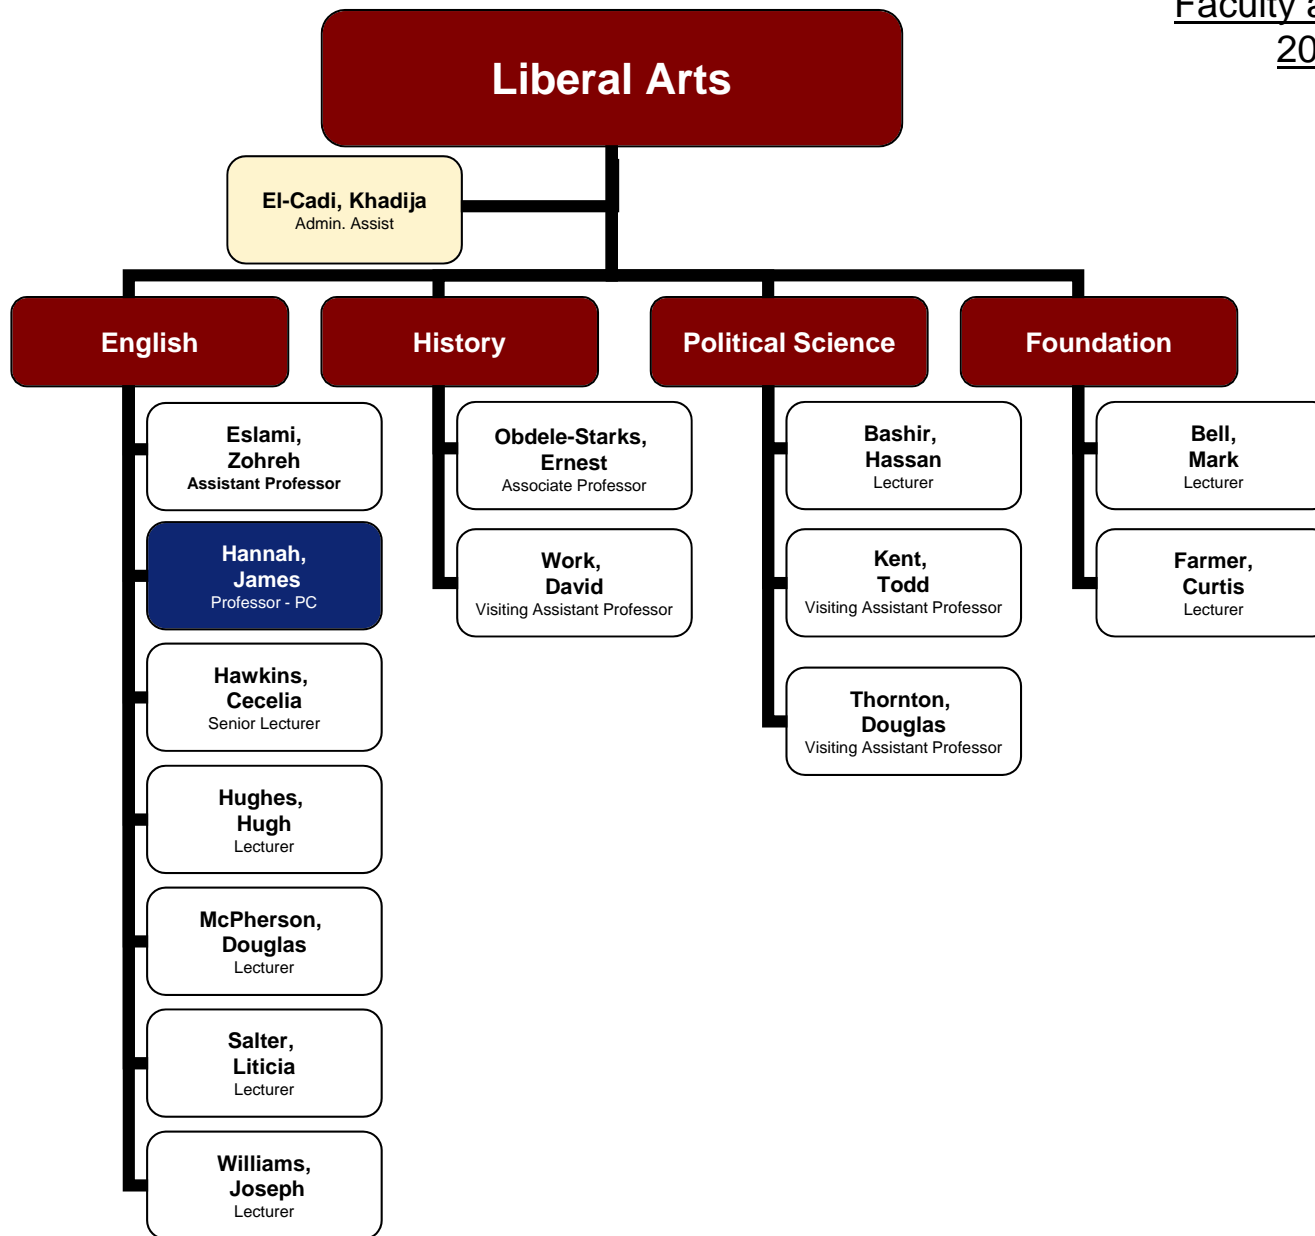 Faculty a
20
Liberal Arts
El-Cadi, Khadija
Admin. Assist
English
History
Political Science
Foundation
Eslami,
Zohreh
Assistant Professor
Hannah,
James
Professor - PC
Hawkins,
Cecelia
Senior Lecturer
Hughes,
Hugh
Lecturer
McPherson,
Douglas
Lecturer
Salter,
Liticia
Lecturer
Williams,
Joseph
Lecturer
Obdele-Starks,
Ernest
Associate Professor
Work,
David
Visiting Assistant Professor
Bashir,
Hassan
Lecturer
Kent,
Todd
Visiting Assistant Professor
Thornton,
Douglas
Visiting Assistant Professor
Bell,
Mark
Lecturer
Farmer,
Curtis
Lecturer